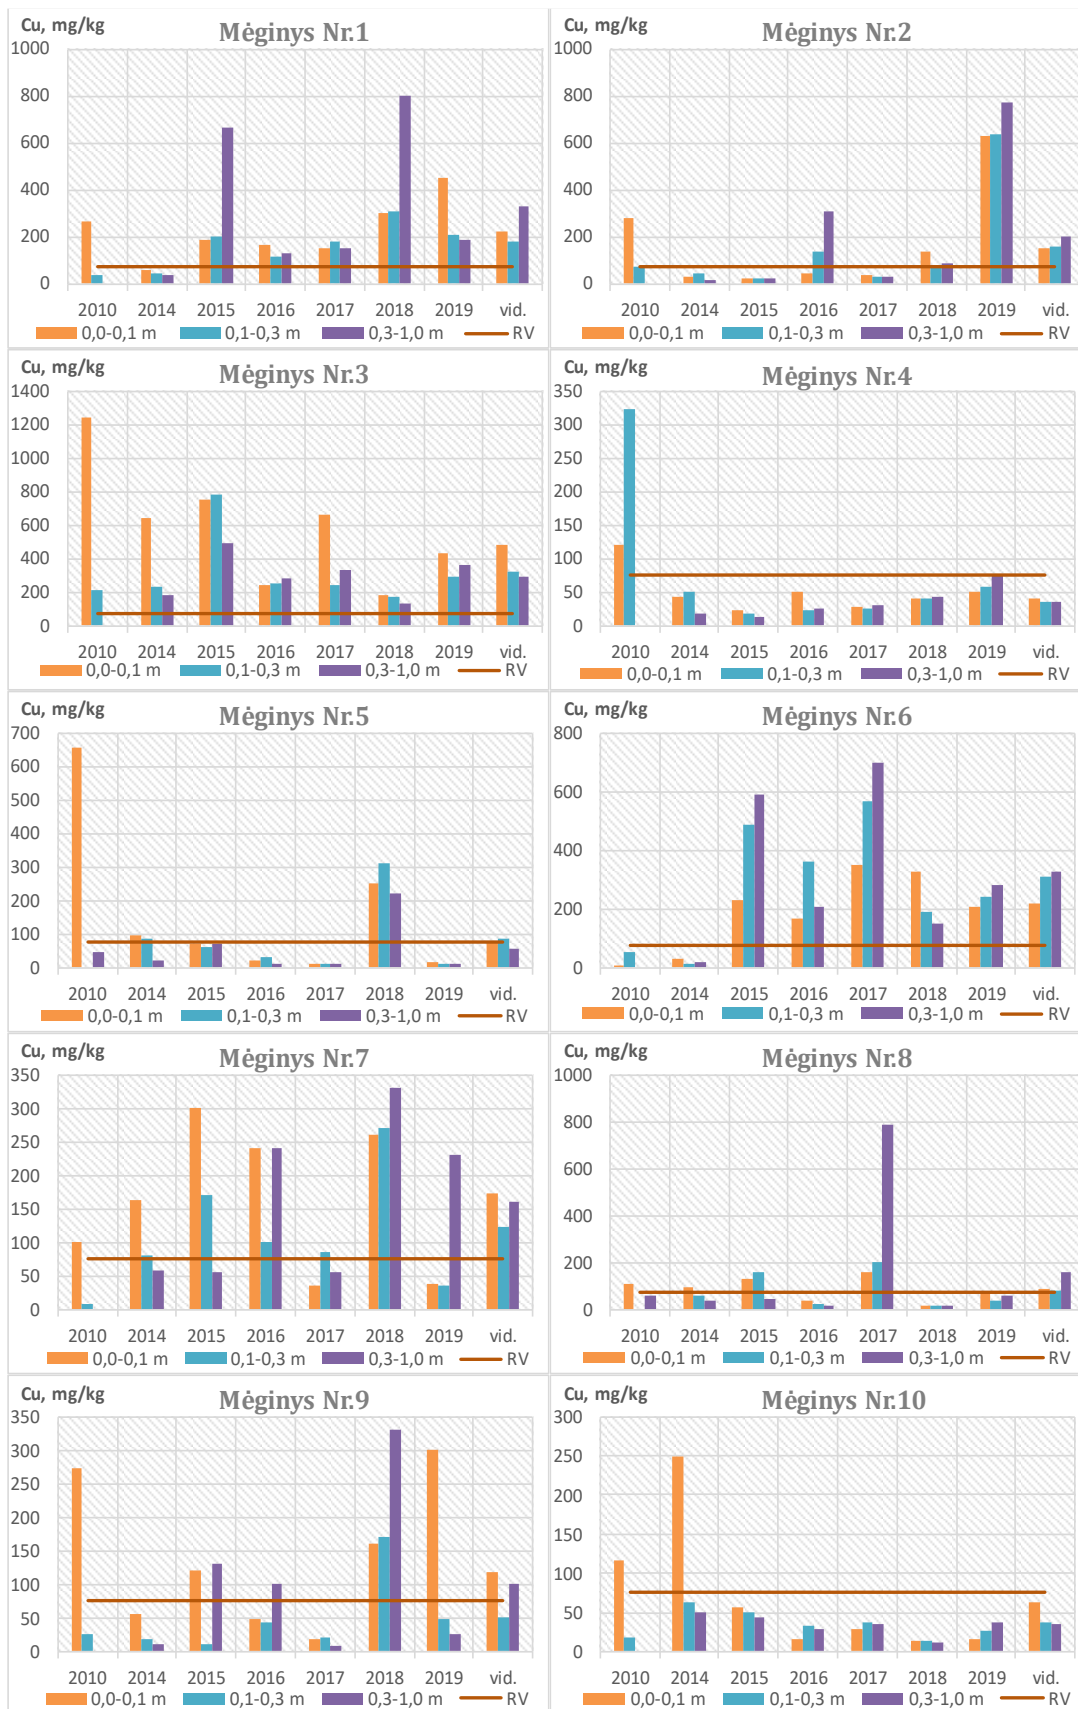 Cu, mg/kg
Mėginys Nr.1
1000
800
600
400
200
0
2010 2014 2015 2016 2017 2018 2019 vid.
0,0-0,1 m 0,1-0,3 m 0,3-1,0 m RV
Cu, mg/kg
Mėginys Nr.2
1000
800
600
400
200
0
2010 2014 2015 2016 2017 2018 2019 vid.
0,0-0,1 m 0,1-0,3 m 0,3-1,0 m RV
Cu, mg/kg
Mėginys Nr.3
1400
1200
1000
800
600
400
200
0
2010 2014 2015 2016 2017 2018 2019 vid.
0,0-0,1 m 0,1-0,3 m 0,3-1,0 m RV
Cu, mg/kg
Mėginys Nr.4
350
300
250
200
150
100
50
0
2010 2014 2015 2016 2017 2018 2019 vid.
0,0-0,1 m 0,1-0,3 m 0,3-1,0 m RV
Cu, mg/kg
Mėginys Nr.5
700
600
500
400
300
200
100
0
2010 2014 2015 2016 2017 2018 2019 vid.
0,0-0,1 m 0,1-0,3 m 0,3-1,0 m RV
Cu, mg/kg
Mėginys Nr.6
800
600
400
200
0
2010 2014 2015 2016 2017 2018 2019 vid.
0,0-0,1 m 0,1-0,3 m 0,3-1,0 m RV
Cu, mg/kg
Mėginys Nr.7
350
300
250
200
150
100
50
0
2010 2014 2015 2016 2017 2018 2019 vid.
0,0-0,1 m 0,1-0,3 m 0,3-1,0 m RV
Cu, mg/kg
Mėginys Nr.8
1000
800
600
400
200
0
2010 2014 2015 2016 2017 2018 2019 vid.
0,0-0,1 m 0,1-0,3 m 0,3-1,0 m RV
Cu, mg/kg
Mėginys Nr.9
350
300
250
200
150
100
50
0
2010 2014 2015 2016 2017 2018 2019 vid.
0,0-0,1 m 0,1-0,3 m 0,3-1,0 m RV
Cu, mg/kg
Mėginys Nr.10
300
250
200
150
100
50
0
2010 2014 2015 2016 2017 2018 2019 vid.
0,0-0,1 m 0,1-0,3 m 0,3-1,0 m RV